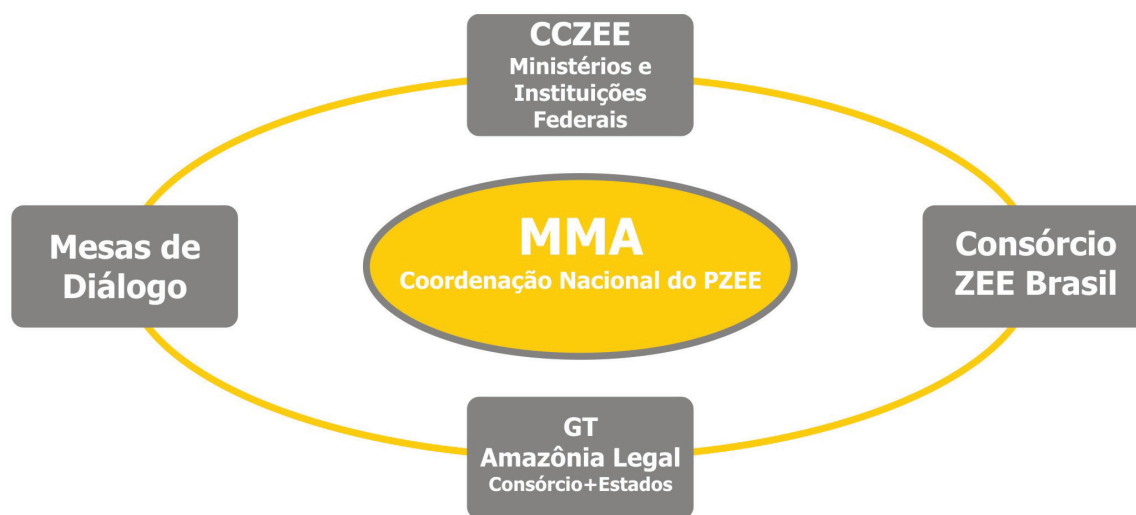 CCZEE
Ministérios e
Instituições
Federais
Mesas de
Diálogo
MMA
Coordenação Nacional do PZEE
Consórcio
ZEE Brasil
GT
Amazônia Legal
Consórcio+Estados